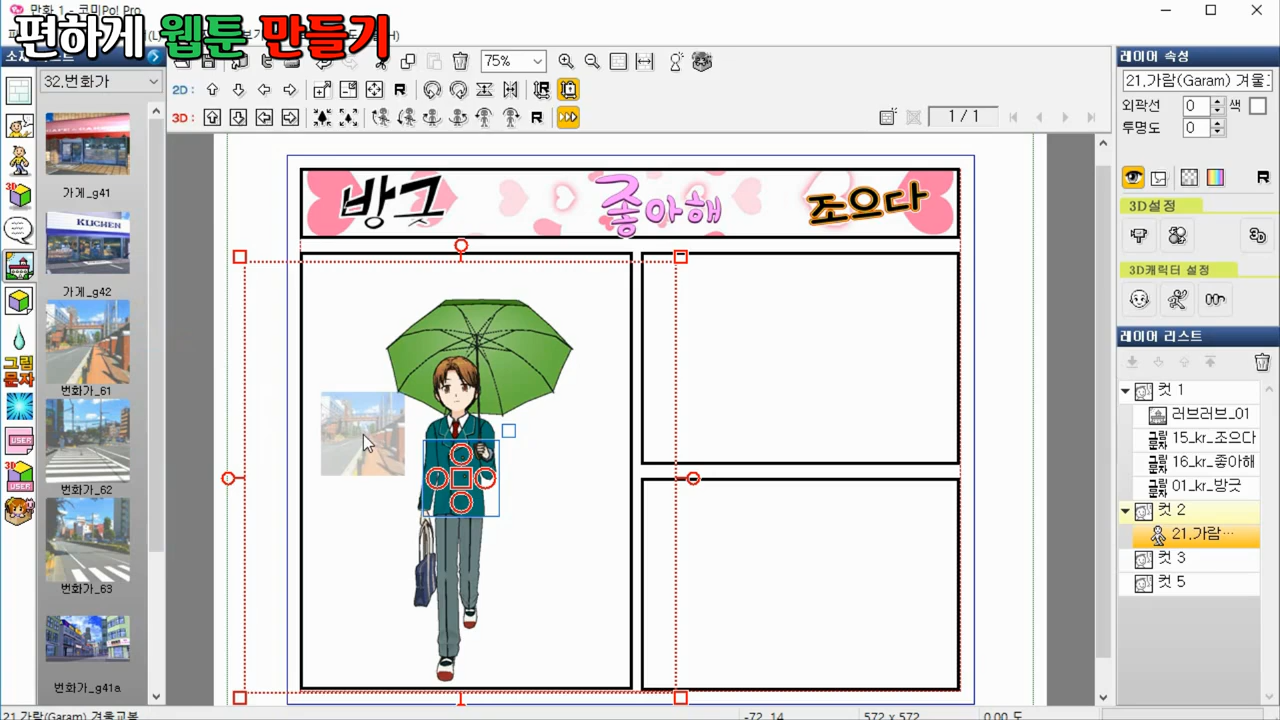 만화 1 - 코미Po! Pro
편하게 웹툰 만들기
75%
32.번화가
2D:
3D:
1 / 1
가게_g41
KUCHEN
가게_g42
번화가_61
번화가_62
번화가_63
번화가_g41a
방긋
좋아해
조으다
레이어 속성
21.가람(Garam) 겨울교
외곽선 0 색
투명도 0
3D설정
3D캐릭터 설정
레이어 리스트
컷 1
러브러브_01
15_kr_조으다
16_kr_좋아해
01_kr_방긋
컷 2
21.가람…
컷 3
컷 5
그림
문자
USER
3D
USER
21.가람(Garam) 겨울교복
-72, 14
572 x 572
0.00 도